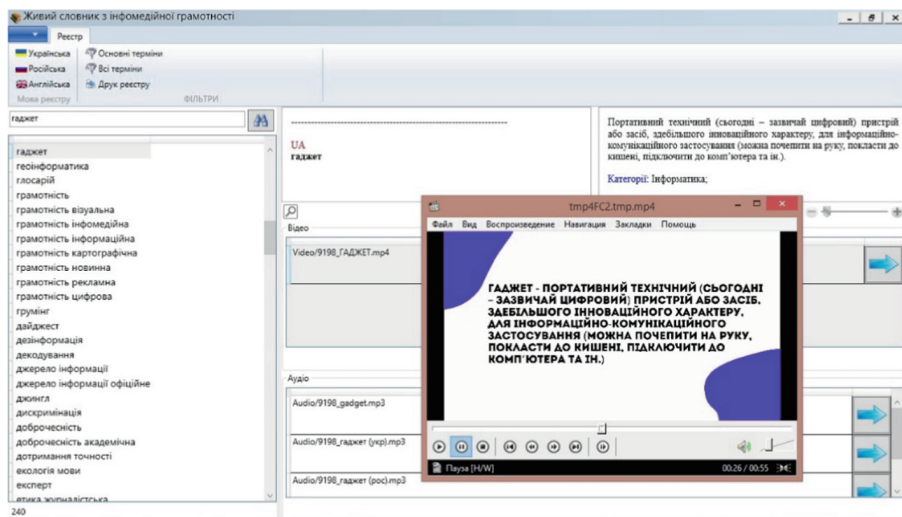 Живий словник з інфомедійної грамотності
Реєстр
Українська
Основні терміни
Російська
Всі терміни
Англійська
Друк реєстру
Мова реєстру
ФІЛЬТРИ
гаджет
гаджет
геоінформатика
глосарій
грамотність
грамотність візуальна
грамотність інфомедійна
грамотність інформаційна
грамотність картографічна
грамотність новинна
грамотність рекламна
грамотність цифрова
грумінг
дайджест
дезінформація
декодування
джерело інформації
джерело інформації офіційне
джингл
дискримінація
доброчесність
доброчесність академічна
дотримання точності
екологія мови
експерт
етика журналістська
240
UA
гаджет
Портативний технічний (сьогодні – зазвичай цифровий) пристрій
або засіб, здебільшого інноваційного характеру, для інформаційно-
комунікаційного застосування (можна почепити на руку, покласти до
кишені, підключити до комп’ютера та ін.).
Категорії: Інформатика;
Відео
Video/9198_ГАДЖЕТ.mp4
Аудіо
Audio/9198_gadget.mp3
Audio/9198_гаджет (укр).mp3
Audio/9198_гаджет (рос).mp3
tmp4FC2.tmp.mp4
Файл Вид Воспроизведение Навигация Закладки Помощь
ГАДЖЕТ - ПОРТАТИВНИЙ ТЕХНІЧНИЙ (СЬОГОДНІ
– ЗАЗВИЧАЙ ЦИФРОВИЙ) ПРИСТРІЙ АБО ЗАСІБ,
ЗДЕБІЛЬШОГО ІННОВАЦІЙНОГО ХАРАКТЕРУ,
ДЛЯ ІНФОРМАЦІЙНО-КОМУНІКАЦІЙНОГО
ЗАСТОСУВАННЯ (МОЖНА ПОЧЕПИТИ НА РУКУ,
ПОКЛАСТИ ДО КИШЕНІ, ПІДКЛЮЧИТИ ДО
КОМП’ЮТЕРА ТА ІН.)
Пауза [H/W]
00:26 / 00:55